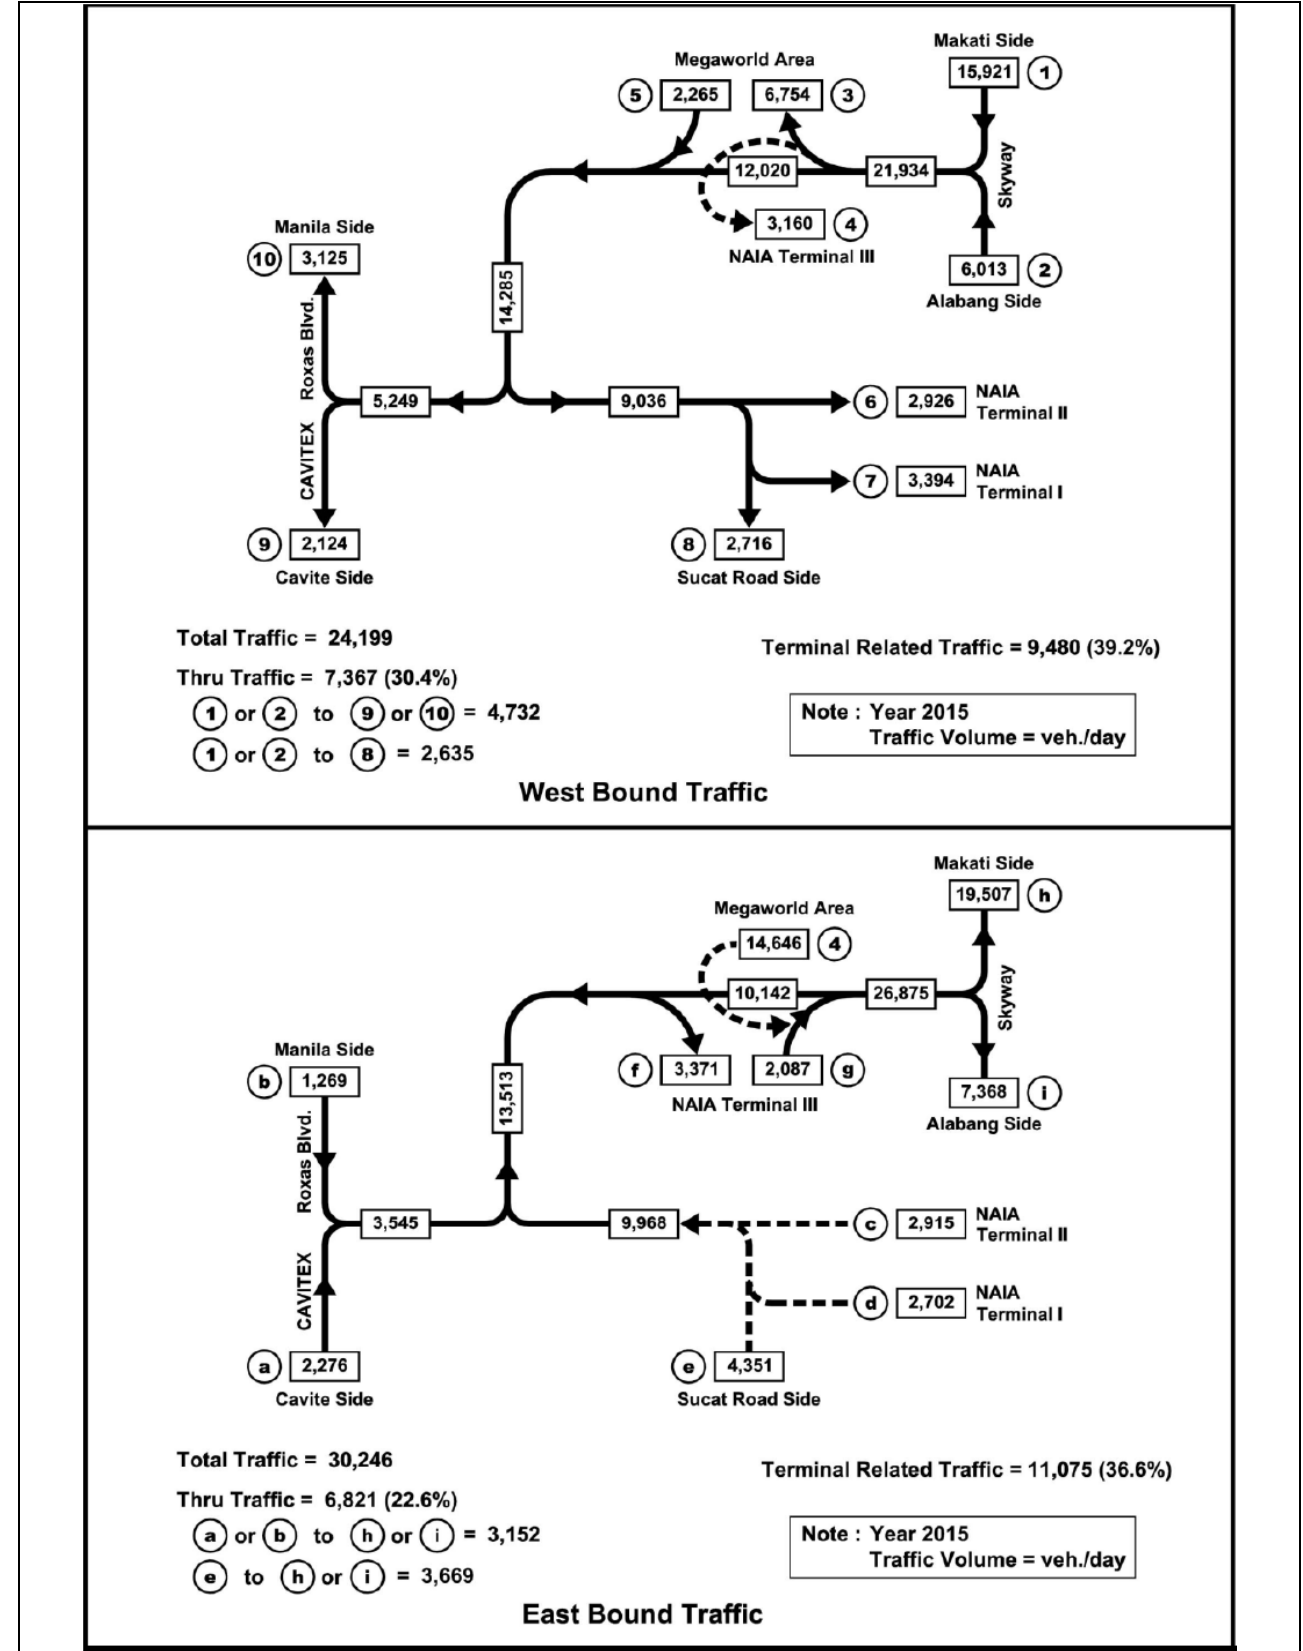 Makati Side
15,921 1
Megaworld Area
5 2,265 6,754 3
12,020 21,934
Skyway
3,160 4
NAIA Terminal III
6,013 2
Alabang Side
Manila Side
10 3,125
Roxas Blvd.
14,285
5,249
9,036
6 2,926 NAIA
Terminal II
CAVITEX
7 3,394 NAIA
Terminal I
9 2,124
Cavite Side
8 2,716
Sucat Road Side
Total Traffic = 24,199
Terminal Related Traffic = 9,480 (39.2%)
Thru Traffic = 7,367 (30.4%)
1 or 2 to 9 or 10 = 4,732
1 or 2 to 8 = 2,635
Note : Year 2015
Traffic Volume = veh./day
West Bound Traffic
Makati Side
19,507 h
Megaworld Area
14,646 4
10,142 26,875
Skyway
f 3,371 2,087 g
NAIA Terminal III
7,368 i
Alabang Side
Manila Side
b 1,269
Roxas Blvd.
13,513
3,545
9,968
c 2,915 NAIA
Terminal II
CAVITEX
d 2,702 NAIA
Terminal I
a 2,276
Cavite Side
e 4,351
Sucat Road Side
Total Traffic = 30,246
Terminal Related Traffic = 11,075 (36.6%)
Thru Traffic = 6,821 (22.6%)
a or b to h or i = 3,152
e to h or i = 3,669
Note : Year 2015
Traffic Volume = veh./day
East Bound Traffic